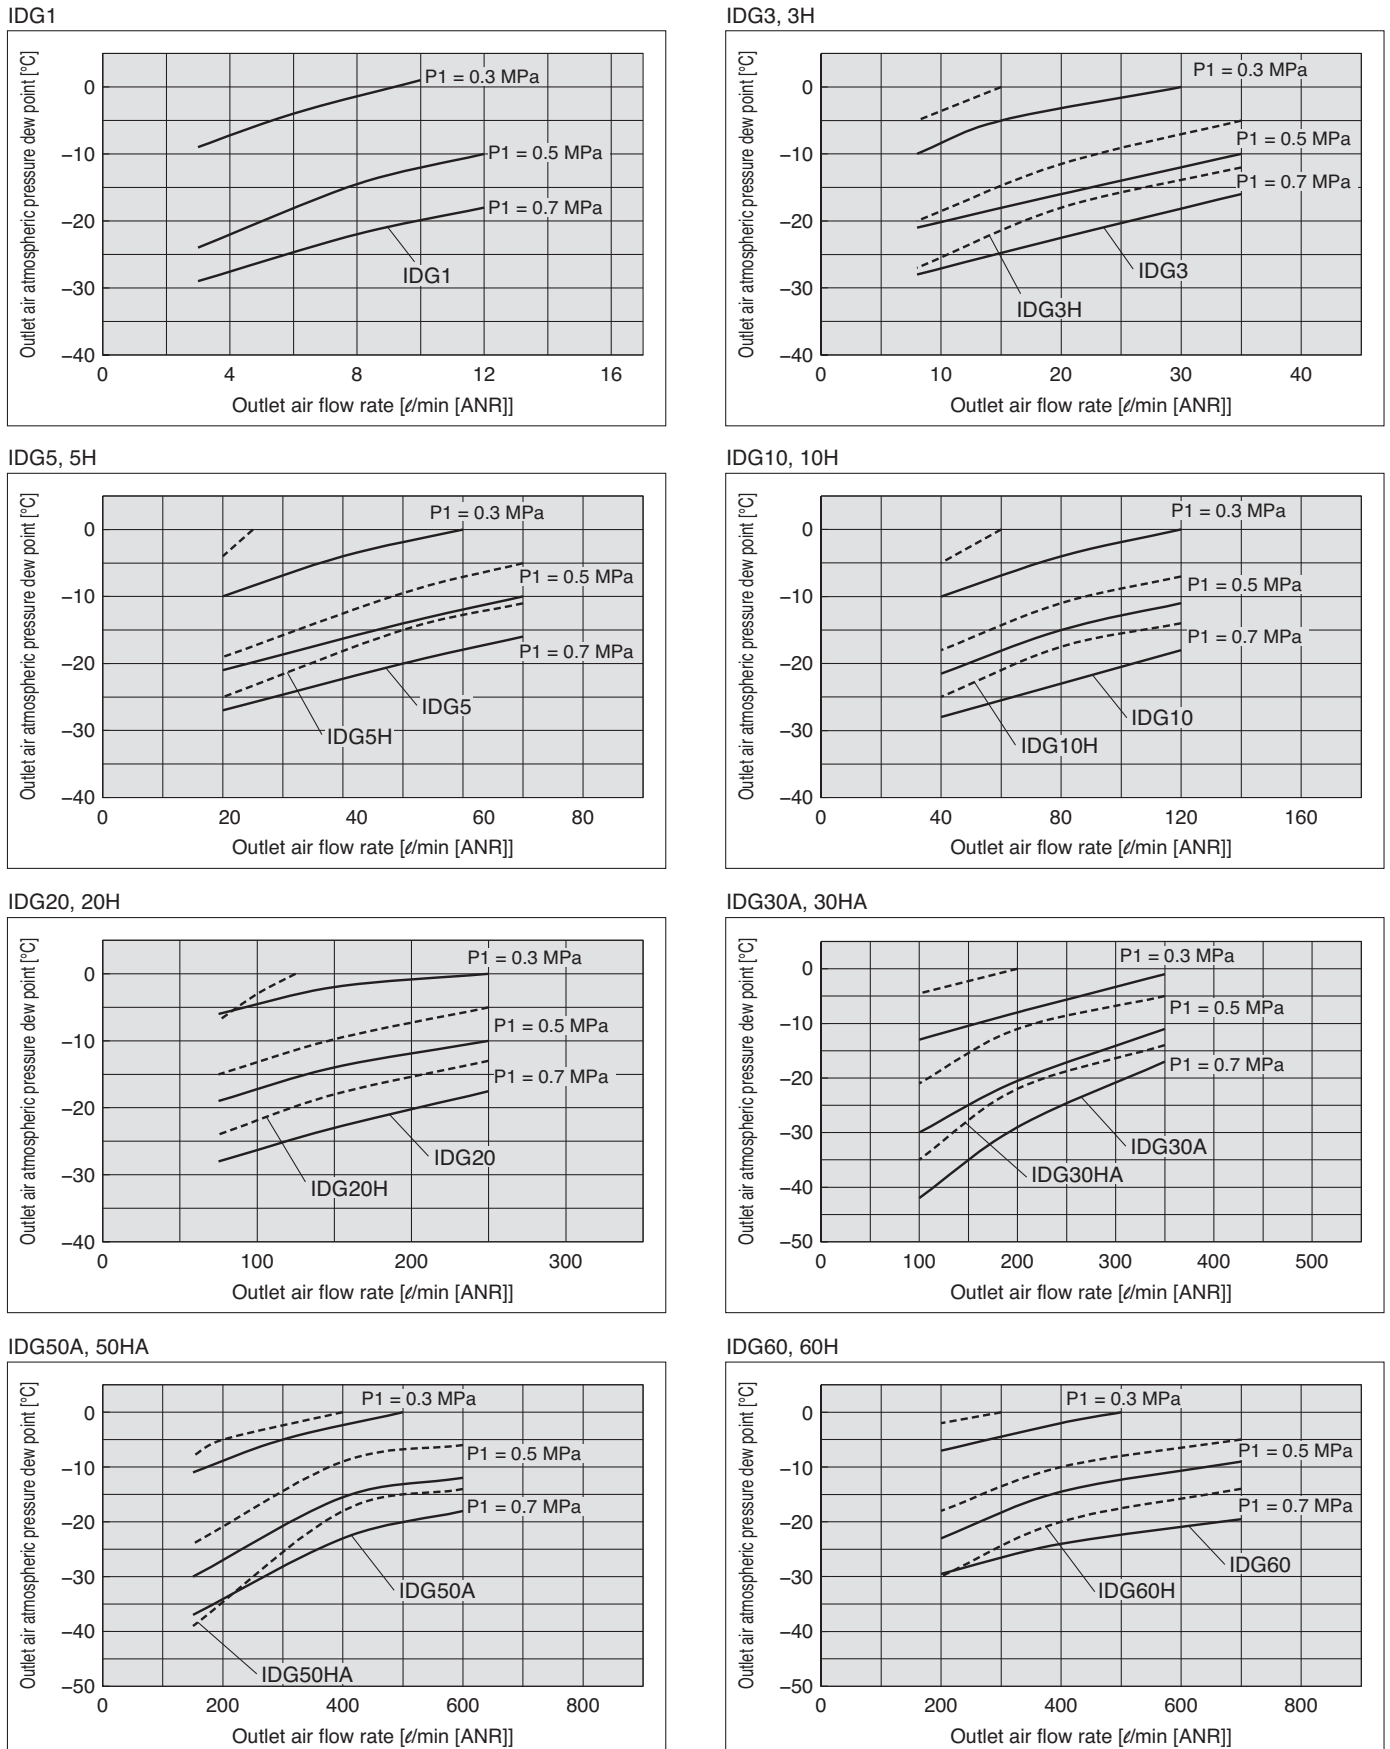 IDG1
Outlet air atmospheric pressure dew point [°C]
0
−10
−20
−30
−40
P1 = 0.3 MPa
P1 = 0.5 MPa
P1 = 0.7 MPa
IDG1
0 4 8 12 16
Outlet air flow rate [ℓ/min [ANR]]
IDG3, 3H
Outlet air atmospheric pressure dew point [°C]
0
−10
−20
−30
−40
P1 = 0.3 MPa
P1 = 0.5 MPa
P1 = 0.7 MPa
IDG3
IDG3H
0 10 20 30 40
Outlet air flow rate [ℓ/min [ANR]]
IDG5, 5H
Outlet air atmospheric pressure dew point [°C]
0
−10
−20
−30
−40
P1 = 0.3 MPa
P1 = 0.5 MPa
P1 = 0.7 MPa
IDG5
IDG5H
0 20 40 60 80
Outlet air flow rate [ℓ/min [ANR]]
IDG10, 10H
Outlet air atmospheric pressure dew point [°C]
0
−10
−20
−30
−40
P1 = 0.3 MPa
P1 = 0.5 MPa
P1 = 0.7 MPa
IDG10
IDG10H
0 40 80 120 160
Outlet air flow rate [ℓ/min [ANR]]
IDG20, 20H
Outlet air atmospheric pressure dew point [°C]
0
−10
−20
−30
−40
P1 = 0.3 MPa
P1 = 0.5 MPa
P1 = 0.7 MPa
IDG20
IDG20H
0 100 200 300
Outlet air flow rate [ℓ/min [ANR]]
IDG30A, 30HA
Outlet air atmospheric pressure dew point [°C]
0
−10
−20
−30
−40
−50
P1 = 0.3 MPa
P1 = 0.5 MPa
P1 = 0.7 MPa
IDG30A
IDG30HA
0 100 200 300 400 500
Outlet air flow rate [ℓ/min [ANR]]
IDG50A, 50HA
Outlet air atmospheric pressure dew point [°C]
0
−10
−20
−30
−40
−50
P1 = 0.3 MPa
P1 = 0.5 MPa
P1 = 0.7 MPa
IDG50A
IDG50HA
0 200 400 600 800
Outlet air flow rate [ℓ/min [ANR]]
IDG60, 60H
Outlet air atmospheric pressure dew point [°C]
0
−10
−20
−30
−40
−50
P1 = 0.3 MPa
P1 = 0.5 MPa
P1 = 0.7 MPa
IDG60
IDG60H
0 200 400 600 800
Outlet air flow rate [ℓ/min [ANR]]